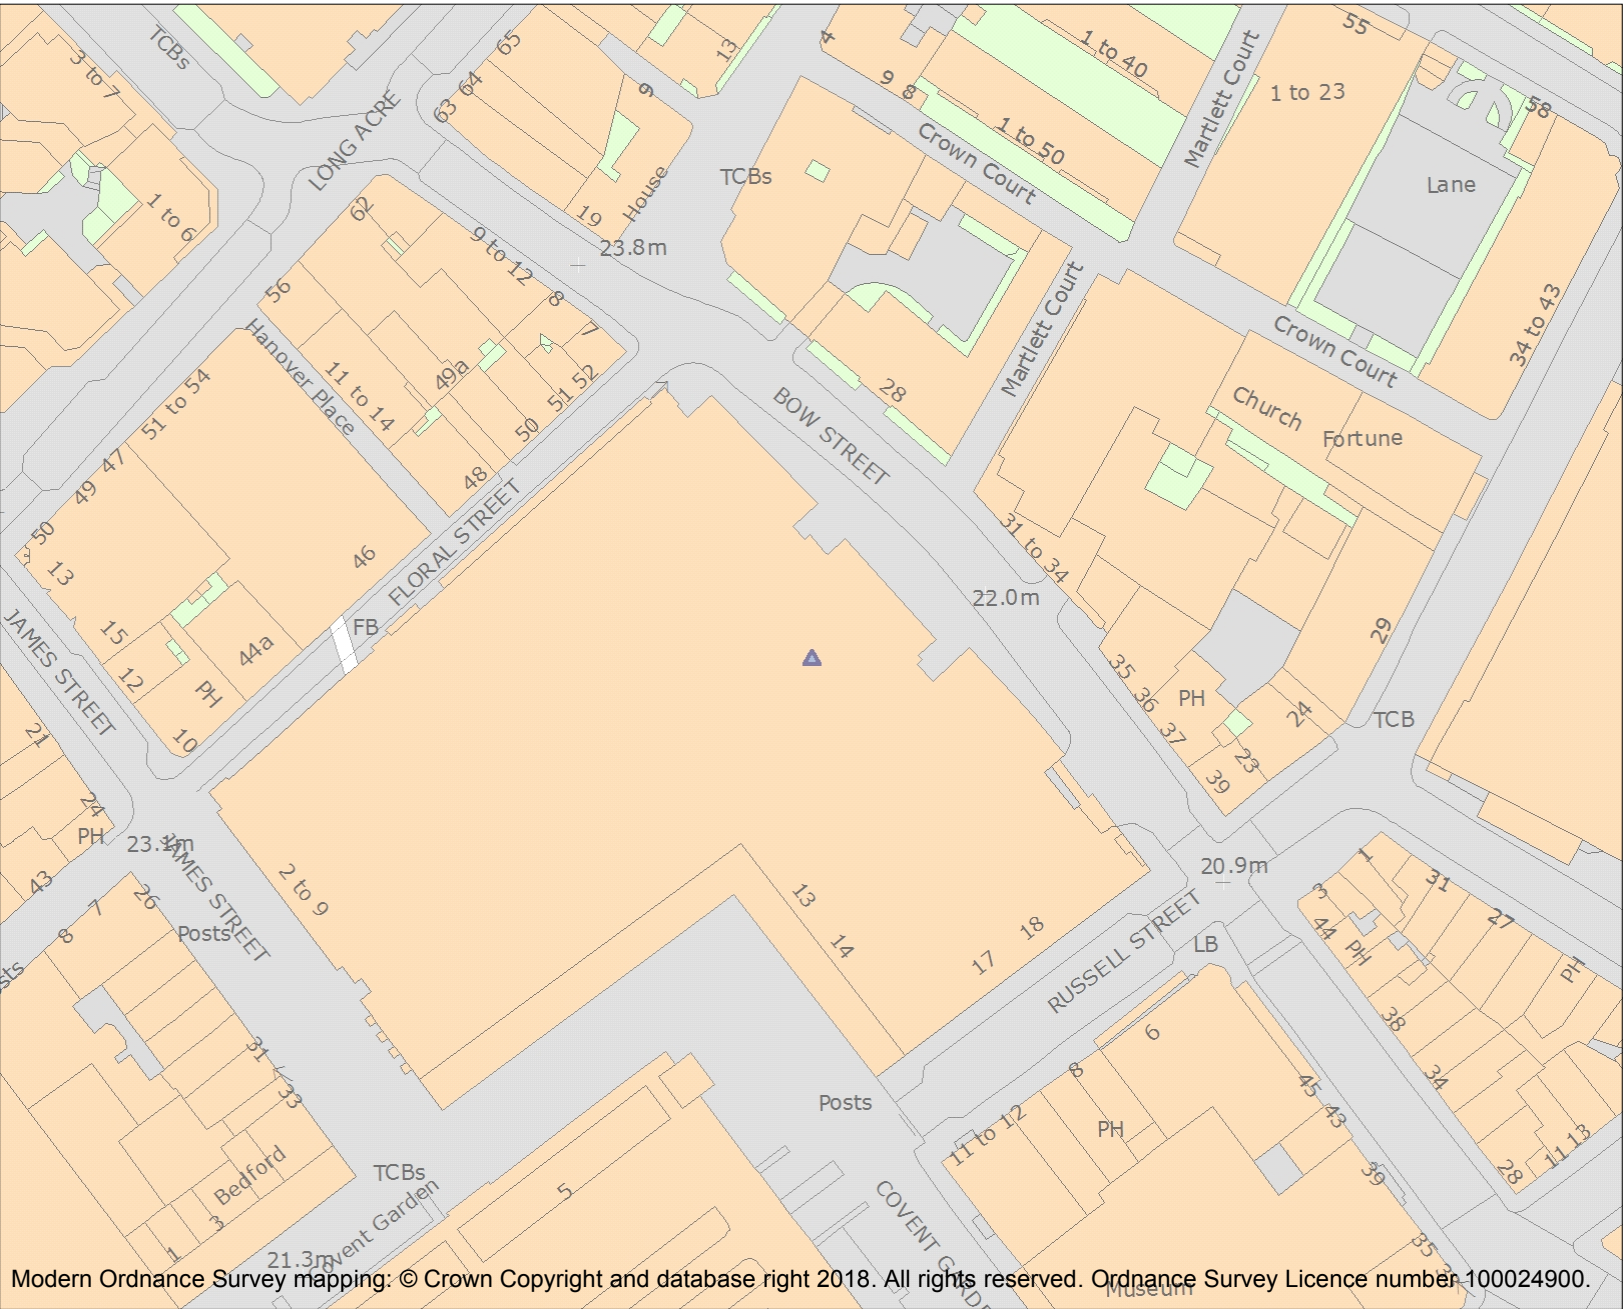 TCBs
3 to 7
65
64
63
13
9
4
9
8
1 to 40
Martlett Court
55
1 to 23
58
LONG ACRE
1 to 6
62
19
House
TCBs
1 to 50
Crown Court
Lane
23.8m
9 to 12
56
8
7
Hanover Place
11 to 14
49a
52
51
50
48
51 to 54
47
49
50
13
46
FLORAL STREET
BOW STREET
28
Martlett Court
Crown Court
34 to 43
Church
Fortune
31 to 34
22.0m
29
JAMES STREET
15
12
44a
PH
10
FB
35
36
37
PH
24
23
39
TCB
21
24
PH
43
23.1m
JAMES STREET
2 to 9
26
7
8
Posts
13
14
17
18
RUSSELL STREET
20.9m
LB
1
3
44
PH
31
27
PH
38
34
31
33
Bedford
TCBs
Covent Garden
3
1
21.3m
5
Posts
6
8
11 to 12
PH
45
43
39
35
28
11
13
COVENT GARDE
Museum
Modern Ordnance Survey mapping: © Crown Copyright and database right 2018. All rights reserved. Ordnance Survey Licence number 100024900.